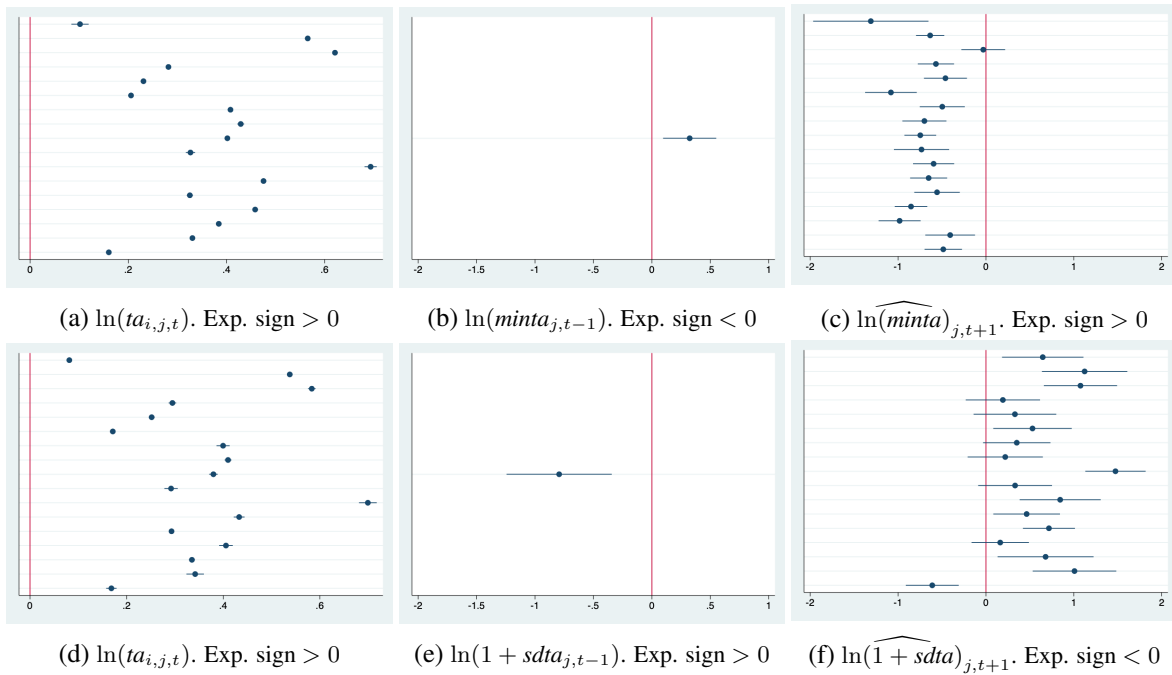 0 .2 .4 .6
-2 -1.5 -1 -.5 0 .5 1
-2 -1 0 1 2
(a) ln(ta_{i,j,t}). Exp. sign > 0
(b) ln(minta_{j,t−1}). Exp. sign < 0
(c) \widehat{ln(minta)}_{j,t+1}. Exp. sign > 0
0 .2 .4 .6
-2 -1.5 -1 -.5 0 .5 1
-2 -1 0 1 2
(d) ln(ta_{i,j,t}). Exp. sign > 0
(e) ln(1 + sdta_{j,t−1}). Exp. sign > 0
(f) ln(\widehat{1 + sdta})_{j,t+1}. Exp. sign < 0